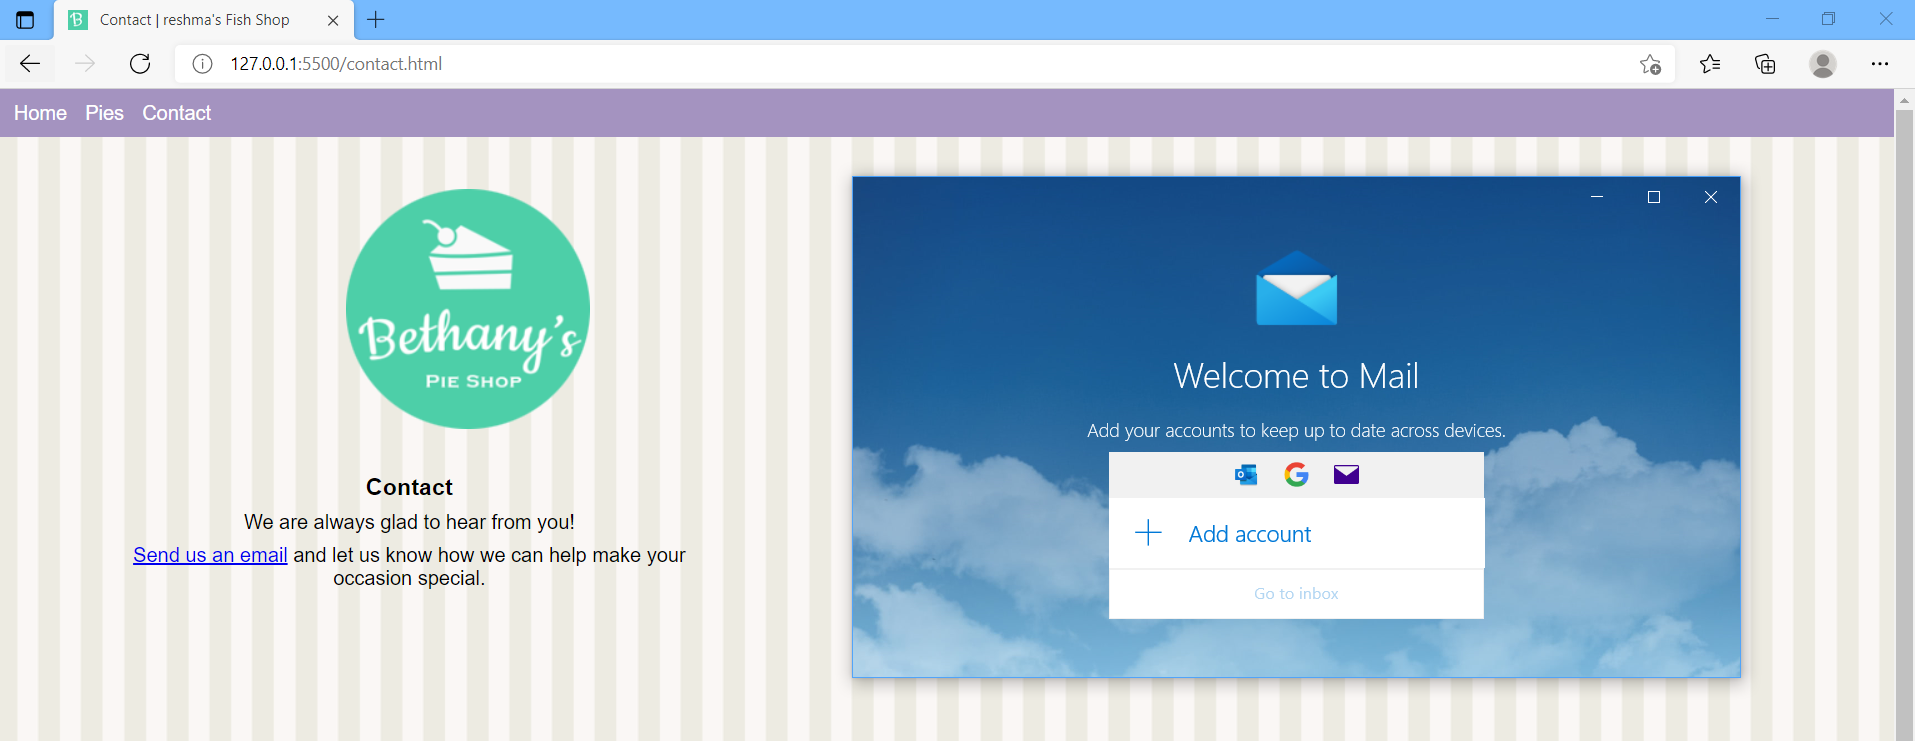 Contact | reshma's Fish Shop
127.0.0.1:5500/contact.html
Home Pies Contact
Bethany's
PIE SHOP
Contact
We are always glad to hear from you!
Send us an email and let us know how we can help make your
occasion special.
Welcome to Mail
Add your accounts to keep up to date across devices.
Add account
Go to inbox